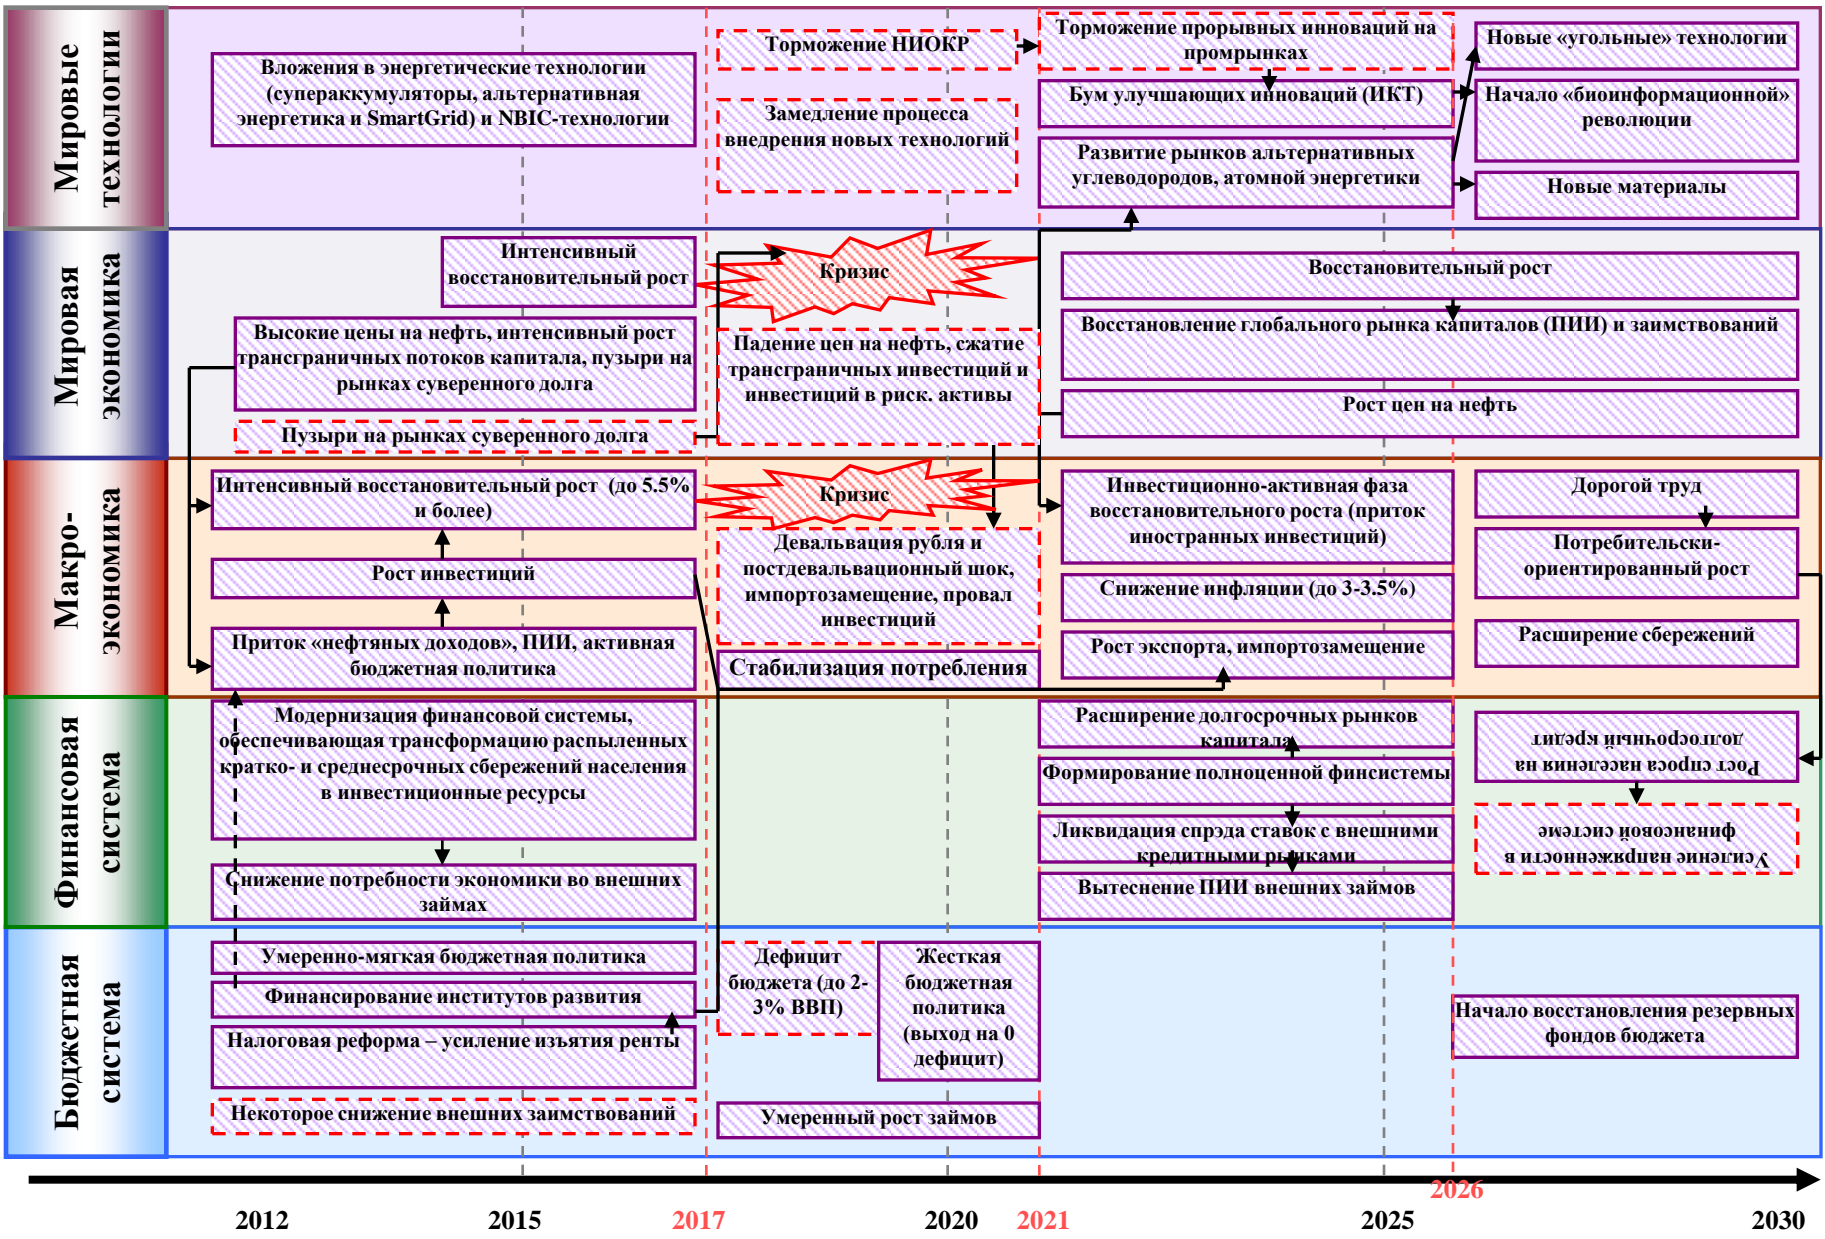 Мировые
технологии
Вложения в энергетические технологии
(супераккумуляторы, альтернативная
энергетика и SmartGrid) и NBIC-технологии
Торможение НИОКР
Замедление процесса
внедрения новых технологий
Торможение прорывных инноваций на
промрынках
Бум улучшающих инноваций (ИКТ)
Развитие рынков альтернативных
углеводородов, атомной энергетики
Новые «угольные» технологии
Начало «биоинформационной»
революции
Новые материалы
Мировая
экономика
Интенсивный
восстановительный рост
Высокие цены на нефть, интенсивный рост
трансграничных потоков капитала, пузыри на
рынках суверенного долга
Пузыри на рынках суверенного долга
Кризис
Падение цен на нефть, сжатие
трансграничных инвестиций и
инвестиций в риск. активы
Восстановительный рост
Восстановление глобального рынка капиталов (ПИИ) и заимствований
Рост цен на нефть
Макро-
экономика
Интенсивный восстановительный рост (до 5.5%
и более)
Рост инвестиций
Приток «нефтяных доходов», ПИИ, активная
бюджетная политика
Кризис
Девальвация рубля и
постдевальвационный шок,
импортозамещение, провал
инвестиций
Стабилизация потребления
Инвестиционно-активная фаза
восстановительного роста (приток
иностранных инвестиций)
Снижение инфляции (до 3-3.5%)
Рост экспорта, импортозамещение
Дорогой труд
Потребительски-
ориентированный рост
Расширение сбережений
Финансовая
система
Модернизация финансовой системы,
обеспечивающая трансформацию распыленных
кратко- и среднесрочных сбережений населения
в инвестиционные ресурсы
Снижение потребности экономики во внешних
займах
Расширение долгосрочных рынков
капитала
Формирование полноценной финсистемы
Ликвидация спрэда ставок с внешними
кредитными рынками
Вытеснение ПИИ внешних займов
Рост спроса населения на
долгосрочный кредит
Усиление напряженности в
финансовой системе
Бюджетная
система
Умеренно-мягкая бюджетная политика
Финансирование институтов развития
Налоговая реформа – усиление изъятия ренты
Некоторое снижение внешних заимствований
Дефицит
бюджета (до 2-
3% ВВП)
Жесткая
бюджетная
политика
(выход на 0
дефицит)
Умеренный рост займов
Начало восстановления резервных
фондов бюджета
2012
2015
2017
2020
2021
2025
2026
2030